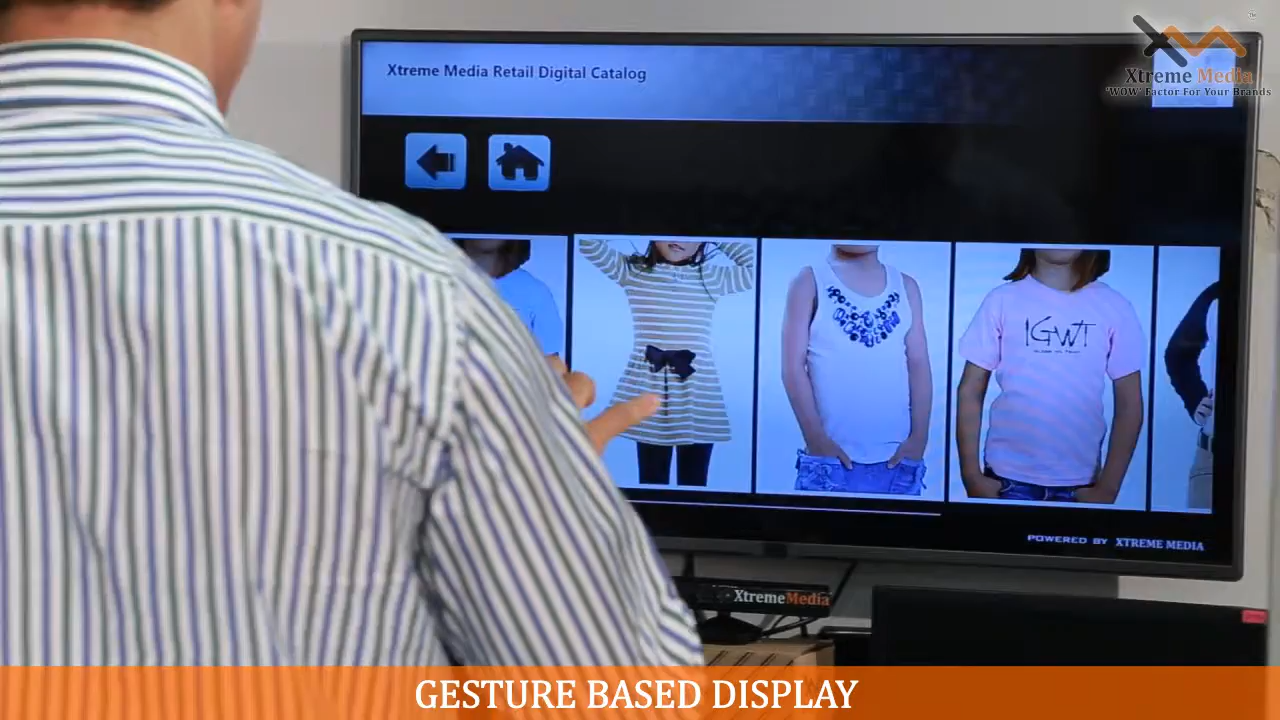 Xtreme Media Retail Digital Catalog
Xtreme Media
'WOW' Factor For Your Brands
IGWT
POWERED BY XTREME MEDIA
XtremeMedia
GESTURE BASED DISPLAY